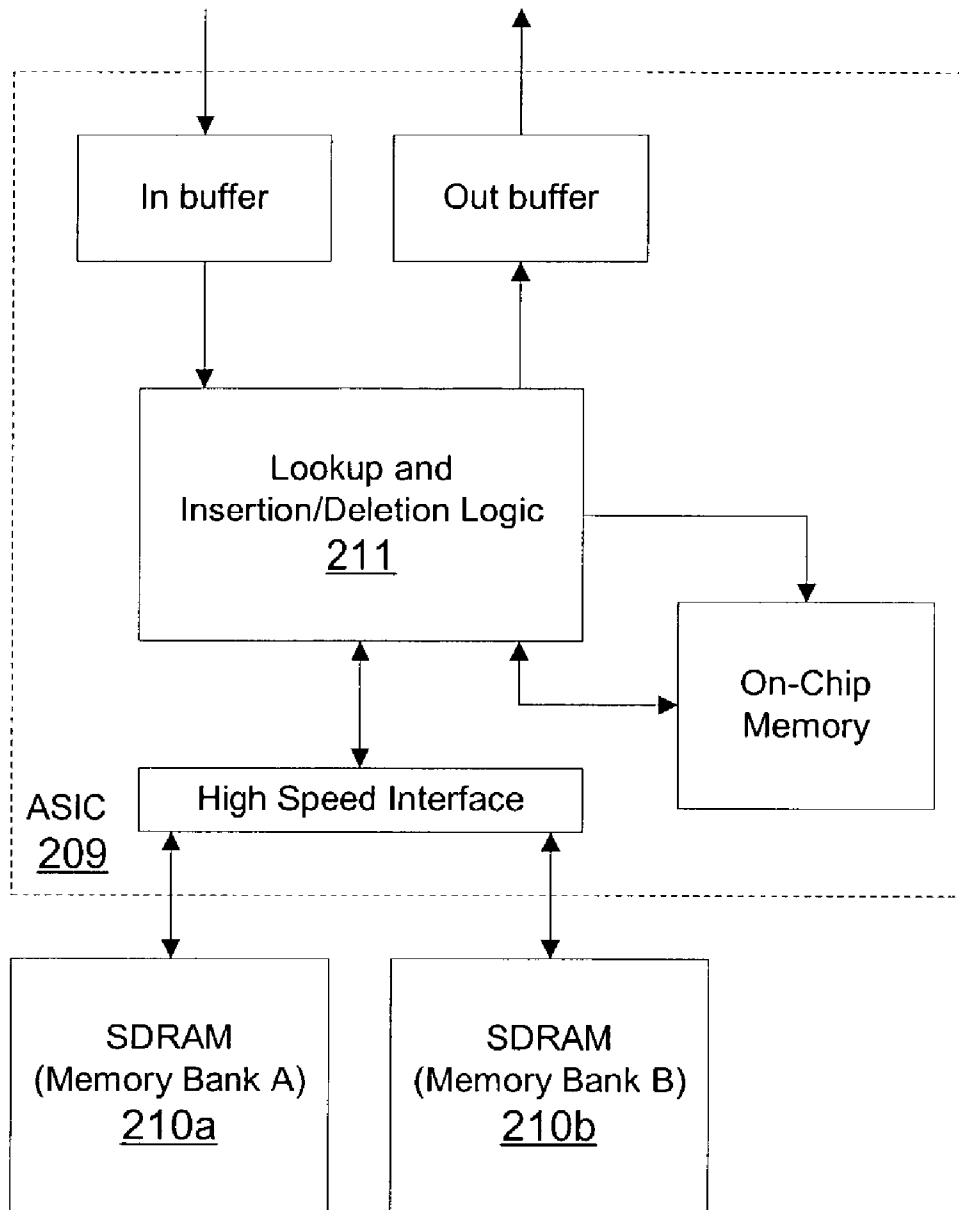 In buffer
Out buffer
Lookup and
Insertion/Deletion Logic
211
On-Chip
Memory
High Speed Interface
ASIC
209
SDRAM
(Memory Bank A)
210a
SDRAM
(Memory Bank B)
210b